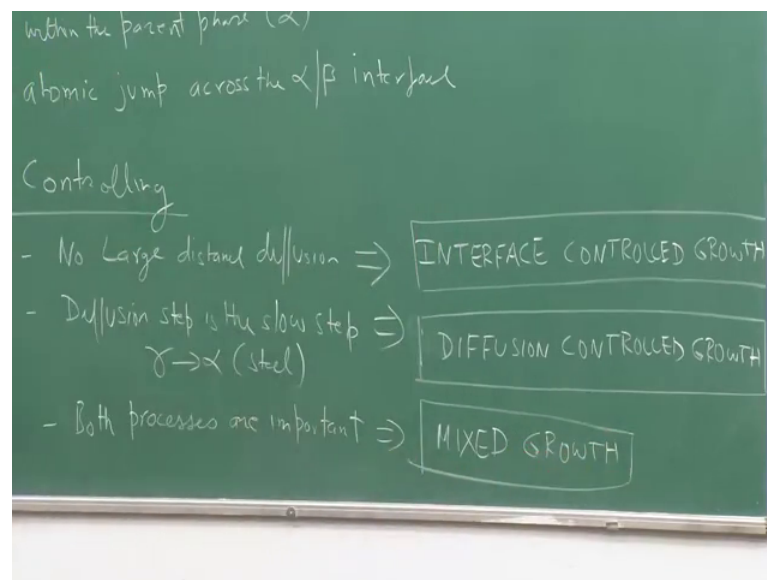 within the parent phase (α)
atomic jump across the α/β interface
Controlling
- No Large distance diffusion ⇒ INTERFACE CONTROLLED GROWTH
- Diffusion step is the slow step ⇒ DIFFUSION CONTROLLED GROWTH
γ→α (steel)
- Both processes are important ⇒ MIXED GROWTH